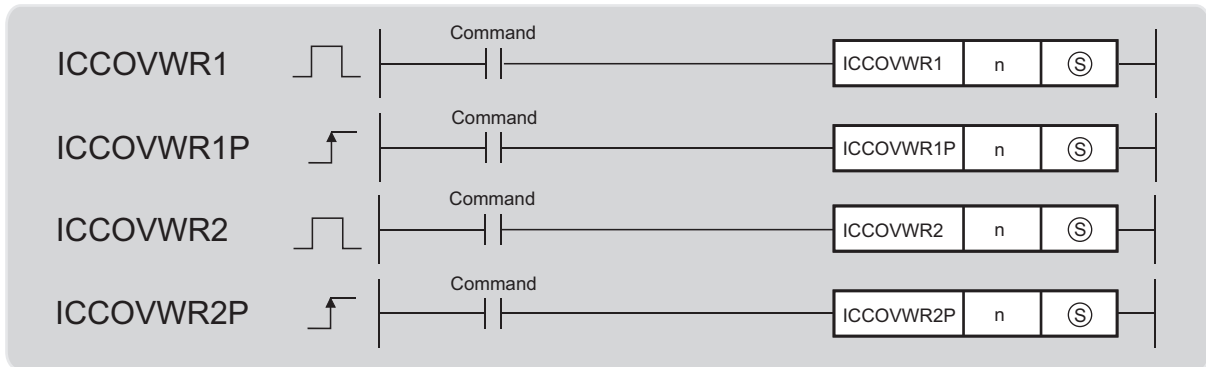 Command
ICCOVWR1 ICCOVWR1 n Ⓢ
Command
ICCOVWR1P ICCOVWR1P n Ⓢ
Command
ICCOVWR2 ICCOVWR2 n Ⓢ
Command
ICCOVWR2P ICCOVWR2P n Ⓢ